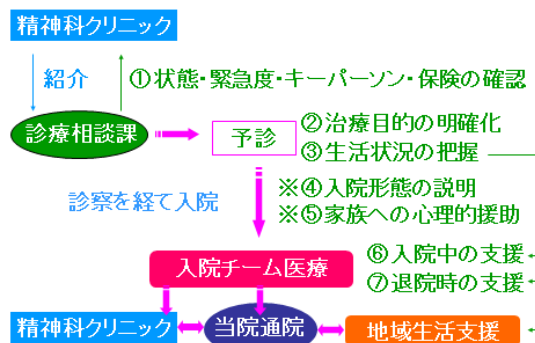 精神科クリニック
紹介
①状態・緊急度・キーパーソン・保険の確認
診療相談課
予診
②治療目的の明確化
③生活状況の把握
診察を経て入院
※④入院形態の説明
※⑤家族への心理的援助
入院チーム医療
⑥入院中の支援
⑦退院時の支援
精神科クリニック
当院通院
地域生活支援